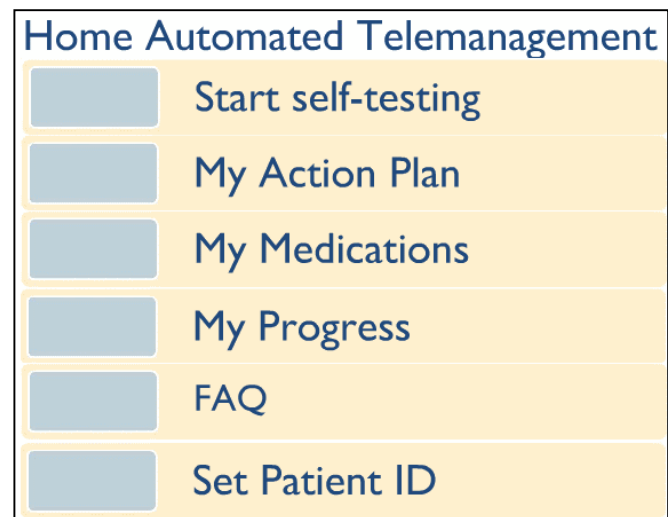 Home Automated Telemanagement
Start self-testing
My Action Plan
My Medications
My Progress
FAQ
Set Patient ID